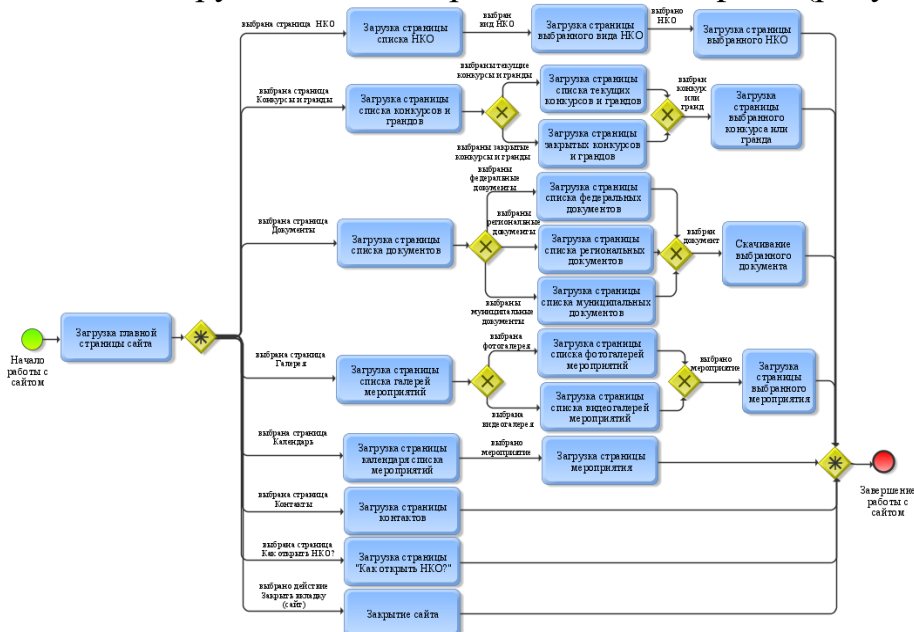 выбрана страница НКО
Загрузка страницы
списка НКО
выбран
вид НКО
Загрузка страницы
выбранного вида НКО
выбрано
НКО
Загрузка страницы
выбранного НКО
выбрана страница
Конкурсы и гранды
Загрузка страницы
списка конкурсов и
грандов
выбраны текущие
конкурсы и гранды
Загрузка страницы
списка текущих
конкурсов и грандов
выбраны закрытые
конкурсы и гранды
Загрузка страницы
закрытых конкурсов
и грандов
выбран
конкурс
или
гранд
Загрузка
страницы
выбранного
конкурса или
гранда
выбрана страница
Документы
Загрузка страницы
списка документов
выбраны
федеральные
документы
Загрузка страницы
списка федеральных
документов
выбраны
региональные
документы
Загрузка страницы
списка региональных
документов
выбраны
муниципальные
документы
Загрузка страницы
списка муниципальных
документов
выбран
документ
Скачивание
выбранного
документа
Начало
работы с
сайтом
Загрузка главной
страницы сайта
выбрана страница
Галерея
Загрузка страницы
списка галерей
мероприятий
выбрана
фотогалерея
Загрузка страницы
списка фотогалерей
мероприятий
выбрана
видеогалерея
Загрузка страницы
списка видеогалерей
мероприятий
выбрано
мероприятие
Загрузка
страницы
выбранного
мероприятия
выбрана страница
Календарь
Загрузка страницы
календаря списка
мероприятий
выбрано
мероприятие
Загрузка страницы
мероприятия
Завершение
работы с
сайтом
выбрана страница
Контакты
Загрузка страницы
контактов
выбрана страница
Как открыть НКО?
Загрузка страницы
"Как открыть НКО?"
выбрано действие
Закрыть вкладку
(сайт)
Закрытие сайта